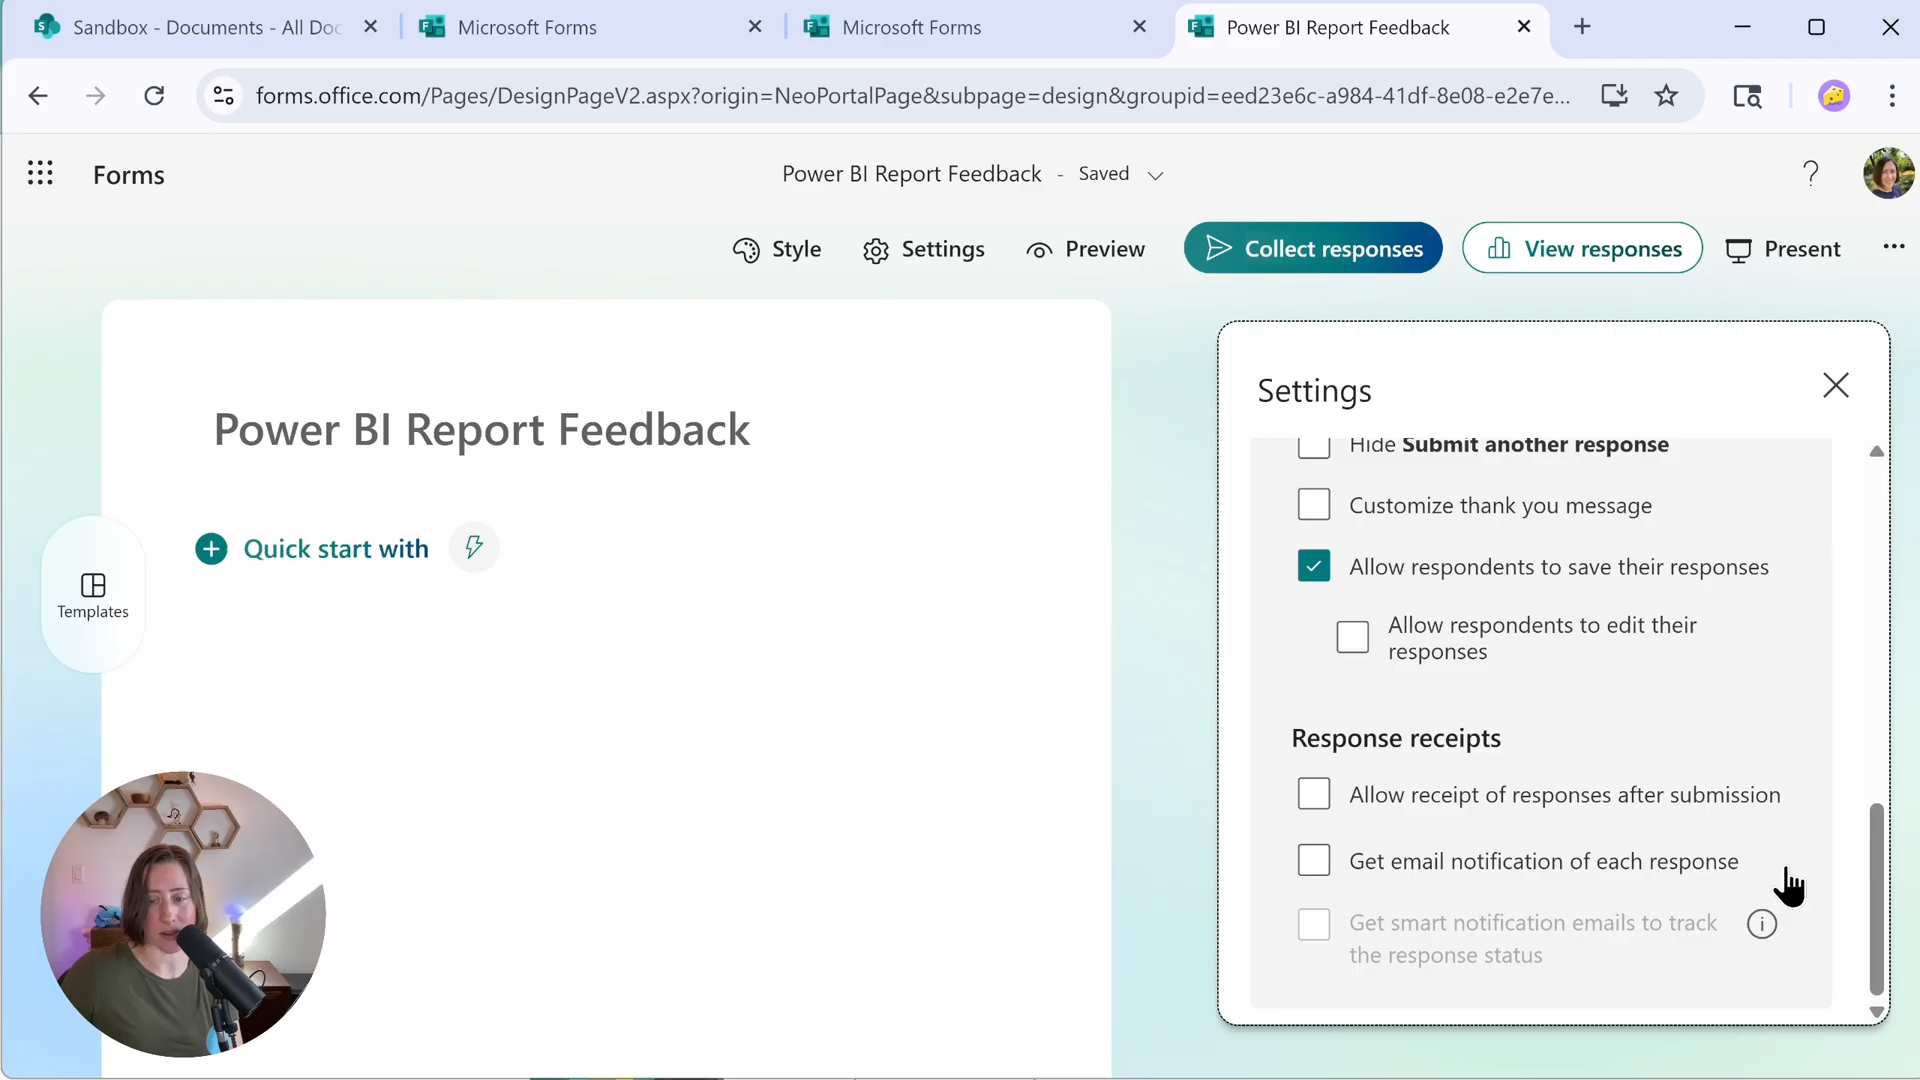 Sandbox - Documents - All Doc
Microsoft Forms
Microsoft Forms
Power BI Report Feedback
forms.office.com/Pages/DesignPageV2.aspx?origin=NeoPortalPage&subpage=design&groupid=eed23e6c-a984-41df-8e08-e2e7e...
Forms
Power BI Report Feedback - Saved
Style
Settings
Preview
Collect responses
View responses
Present
Power BI Report Feedback
Quick start with
Templates
Settings
Hide Submit another response
Customize thank you message
Allow respondents to save their responses
Allow respondents to edit their
responses
Response receipts
Allow receipt of responses after submission
Get email notification of each response
Get smart notification emails to track
the response status